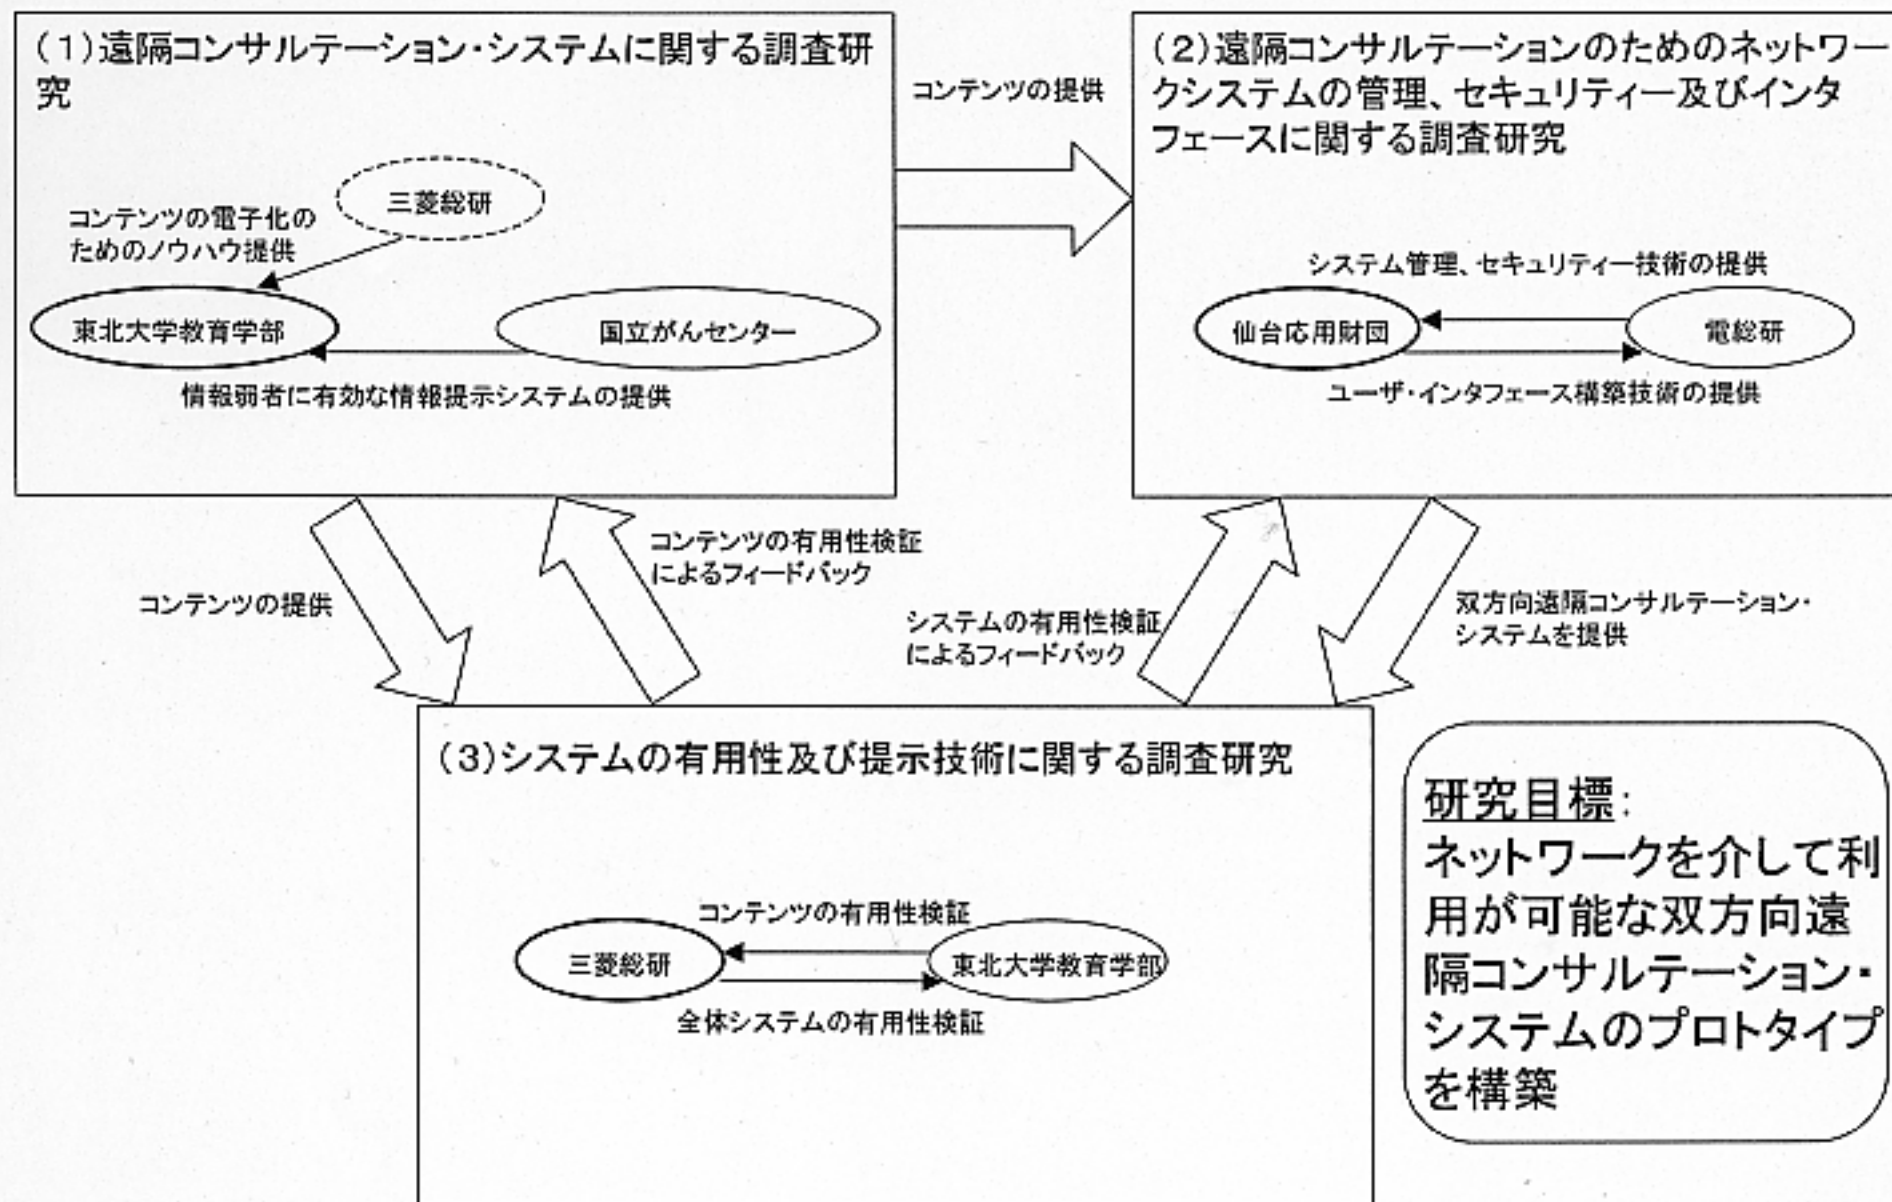 (1)遠隔コンサルテーション・システムに関する調査研
究
三菱総研
コンテンツの電子化の
ためのノウハウ提供
東北大学教育学部
国立がんセンター
情報弱者に有効な情報提示システムの提供
コンテンツの提供
(2)遠隔コンサルテーションのためのネットワー
クシステムの管理、セキュリティー及びインタ
フェースに関する調査研究
システム管理、セキュリティー技術の提供
仙台応用財団
電総研
ユーザ・インタフェース構築技術の提供
コンテンツの提供
コンテンツの有用性検証
によるフィードバック
システムの有用性検証
によるフィードバック
双方向遠隔コンサルテーション・
システムを提供
(3)システムの有用性及び提示技術に関する調査研究
コンテンツの有用性検証
三菱総研
東北大学教育学部
全体システムの有用性検証
研究目標:
ネットワークを介して利
用が可能な双方向遠
隔コンサルテーション・
システムのプロトタイプ
を構築